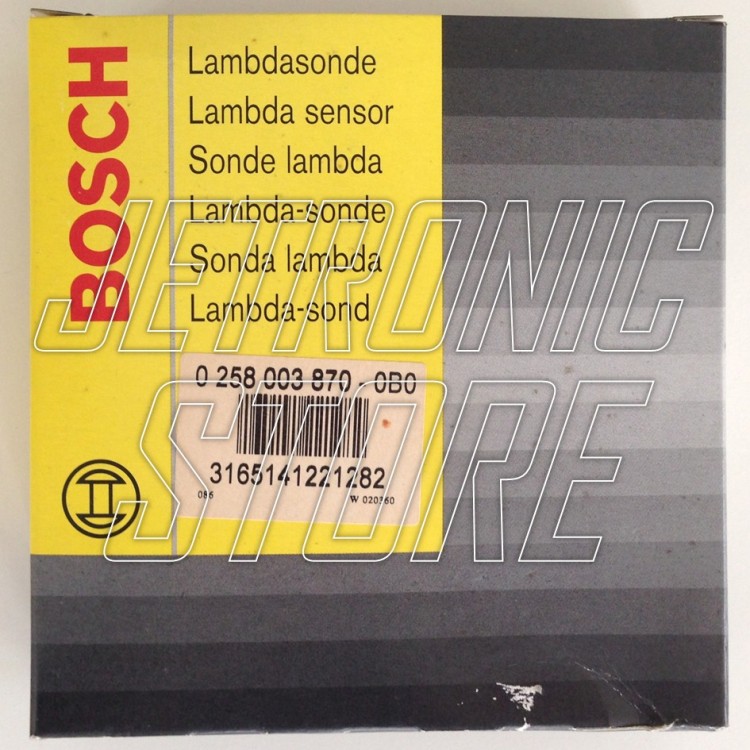 BOSCH
Lambdasonde
Lambda sensor
Sonde lambda
Lambda-sonde
Sonda lambda
Lambda-sond
JETRONIC
STORE
0 258 003 870 - 0B0
3165141221282
086 W 020360